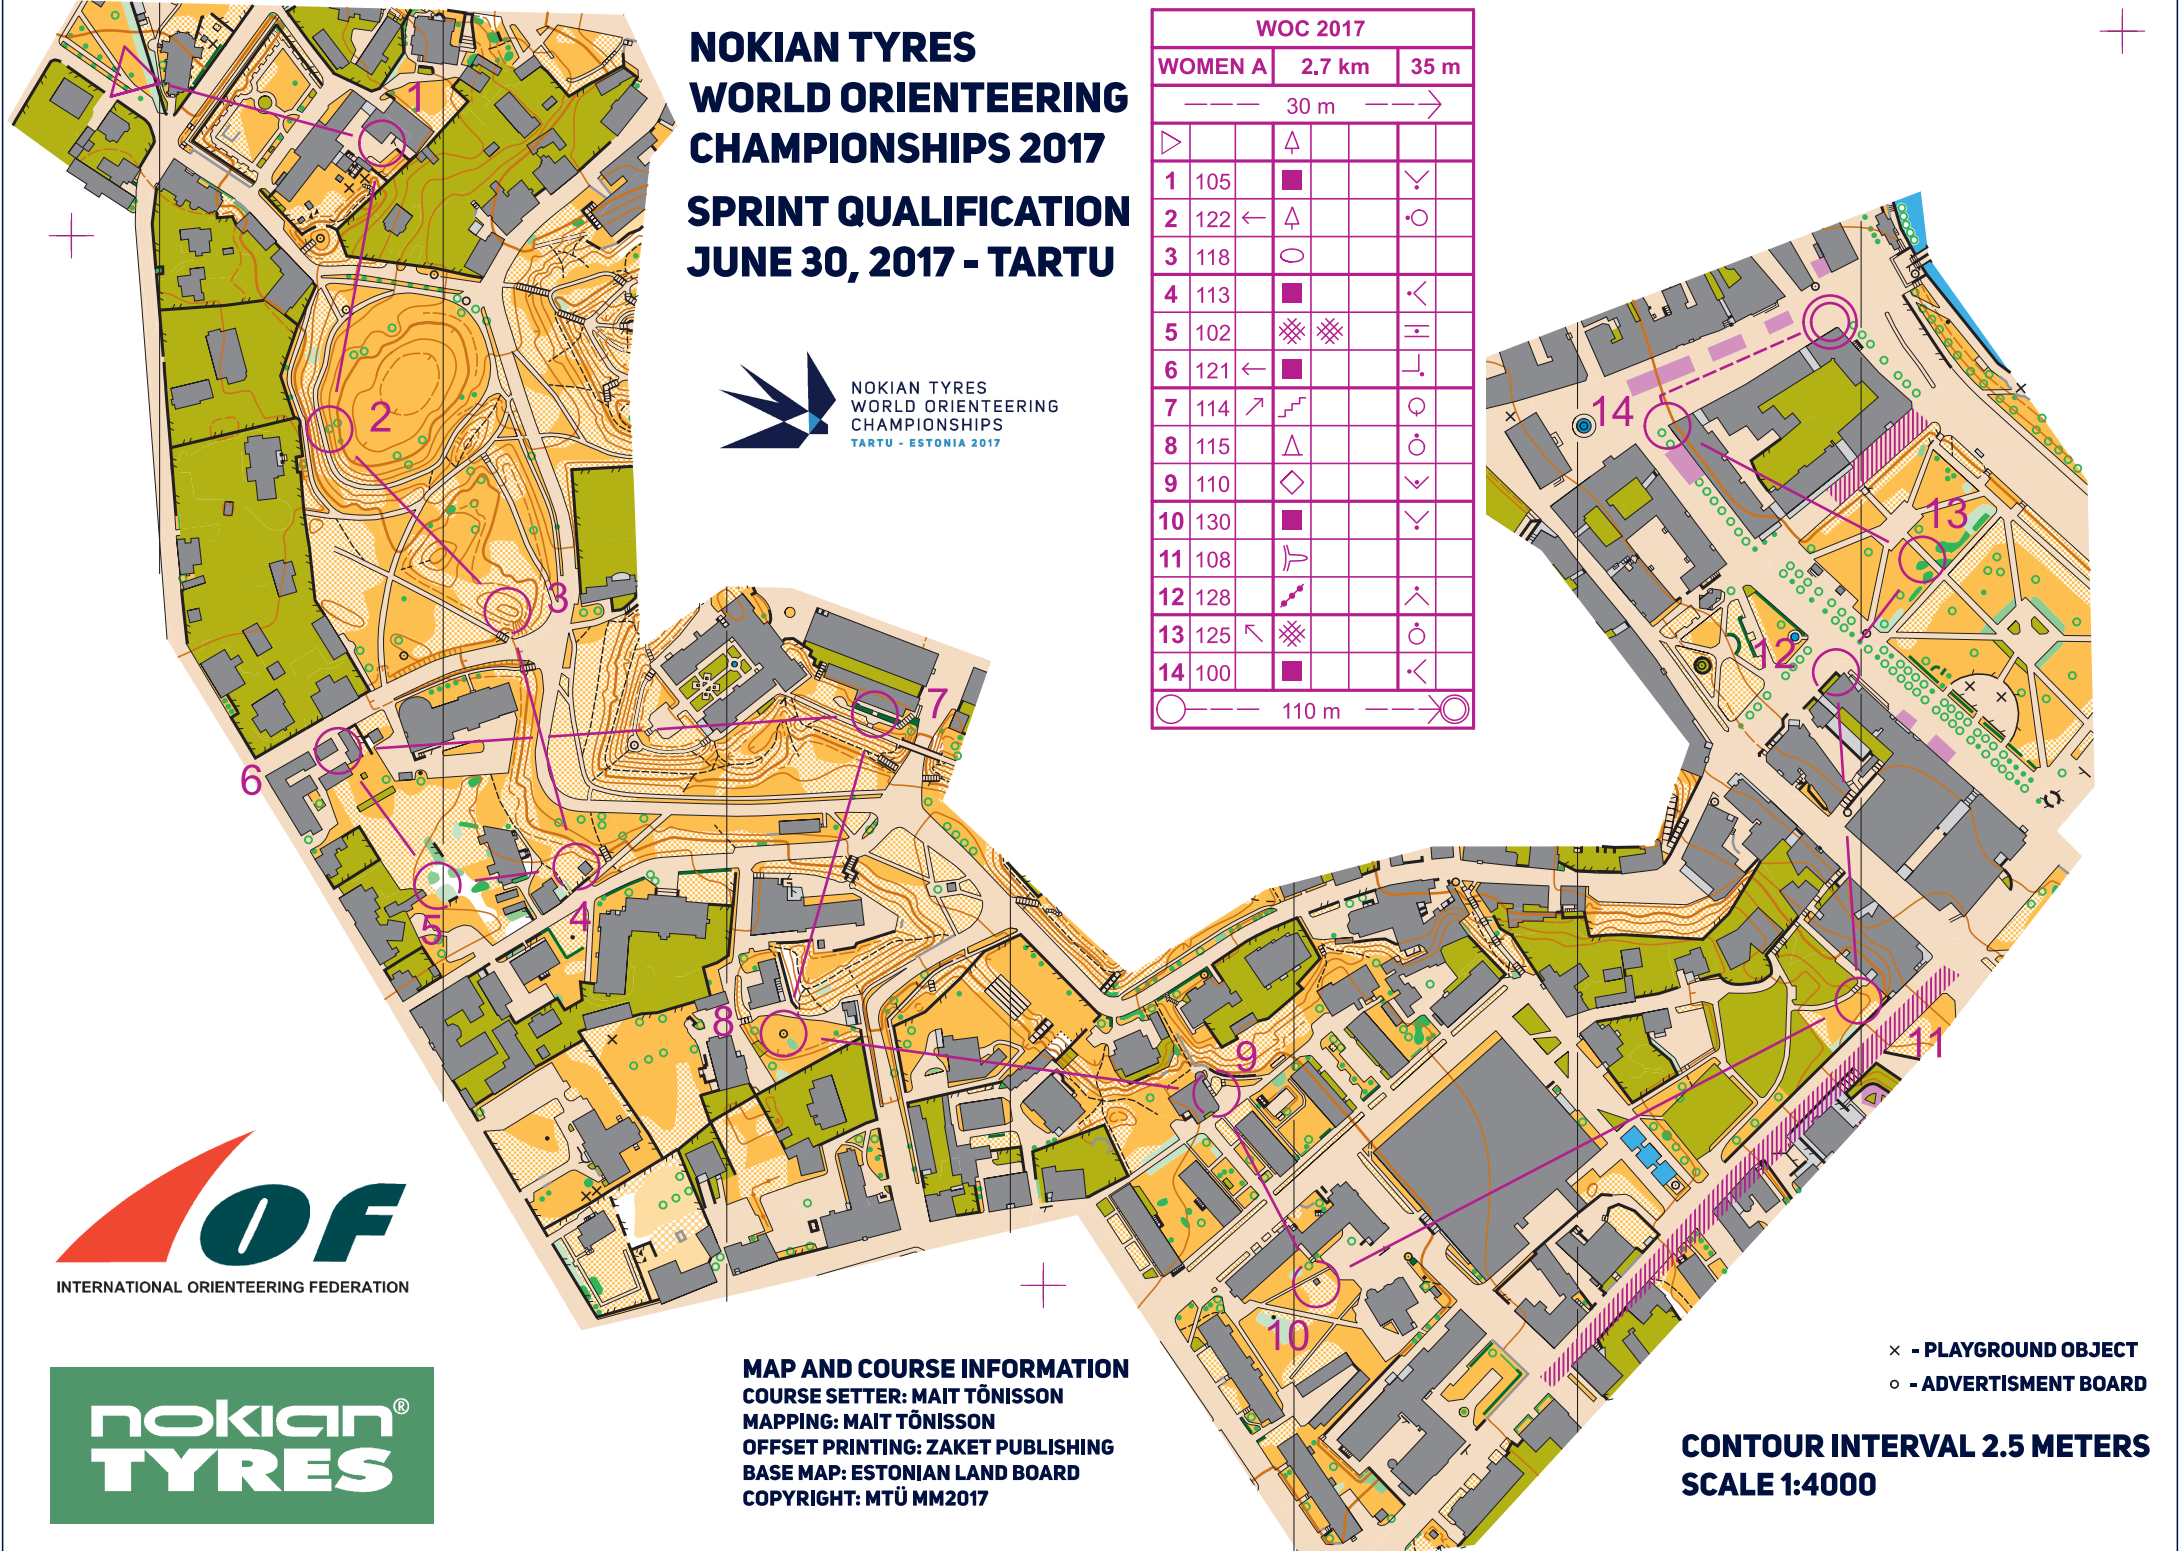 NOKIAN TYRES
WORLD ORIENTEERING
CHAMPIONSHIPS 2017
SPRINT QUALIFICATION
JUNE 30, 2017 - TARTU
NOKIAN TYRES
WORLD ORIENTEERING
CHAMPIONSHIPS
TARTU - ESTONIA 2017
WOC 2017
WOMEN A 2.7 km 35 m
30 m
1 105
2 122
3 118
4 113
5 102
6 121
7 114
8 115
9 110
10 130
11 108
12 128
13 125
14 100
110 m
1
2
3
4
5
6
7
8
9
10
11
12
13
14
IOF
INTERNATIONAL ORIENTEERING FEDERATION
nokian®
TYRES
MAP AND COURSE INFORMATION
COURSE SETTER: MAIT TÕNISSON
MAPPING: MAIT TÕNISSON
OFFSET PRINTING: ZAKET PUBLISHING
BASE MAP: ESTONIAN LAND BOARD
COPYRIGHT: MTÜ MM2017
× - PLAYGROUND OBJECT
○ - ADVERTISMENT BOARD
CONTOUR INTERVAL 2.5 METERS
SCALE 1:4000